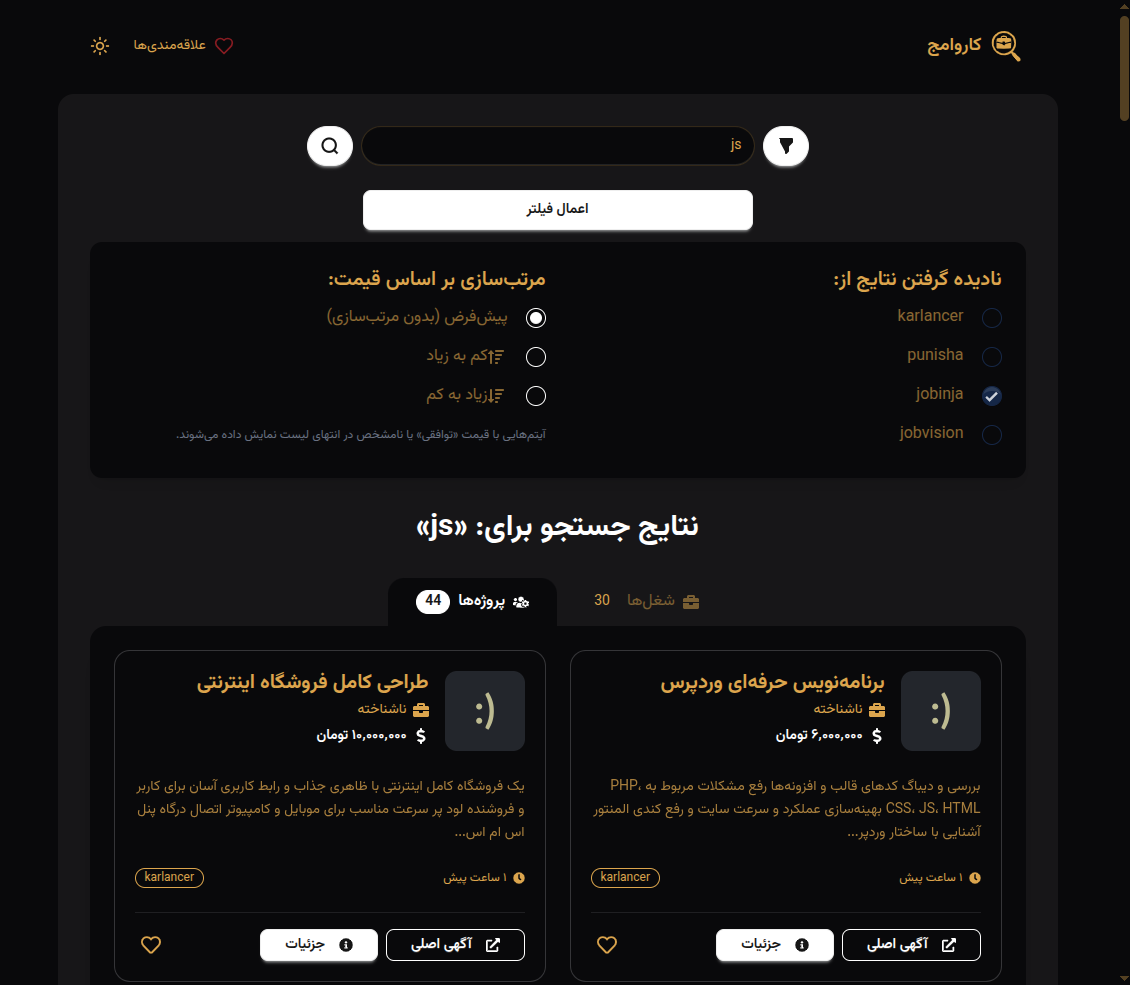 کاروامج
علاقه‌مندی‌ها
js
اعمال فیلتر
نادیده گرفتن نتایج از:
karlancer
punisha
jobinja
jobvision
مرتب‌سازی بر اساس قیمت:
پیش‌فرض (بدون مرتب‌سازی)
کم به زیاد
زیاد به کم
آیتم‌هایی با قیمت «توافقی» یا نامشخص در انتهای لیست نمایش داده می‌شوند.
نتایج جستجو برای: «js»
شغل‌ها 30
پروژه‌ها 44
برنامه‌نویس حرفه‌ای وردپرس
ناشناخته
۶,۰۰۰,۰۰۰ تومان
بررسی و دیباگ کدهای قالب و افزونه‌ها رفع مشکلات مربوط به PHP،
CSS، JS، HTML بهینه‌سازی عملکرد و سرعت سایت و رفع کندی المنتور
آشنایی با ساختار وردپر...
۱ ساعت پیش
karlancer
آگهی اصلی
جزئیات
:)
طراحی کامل فروشگاه اینترنتی
ناشناخته
۱۰,۰۰۰,۰۰۰ تومان
یک فروشگاه کامل اینترنتی با ظاهری جذاب و رابط کاربری آسان برای کاربر
و فروشنده لود پر سرعت مناسب برای موبایل و کامپیوتر اتصال درگاه پنل
اس ام اس...
۱ ساعت پیش
karlancer
آگهی اصلی
جزئیات
:)